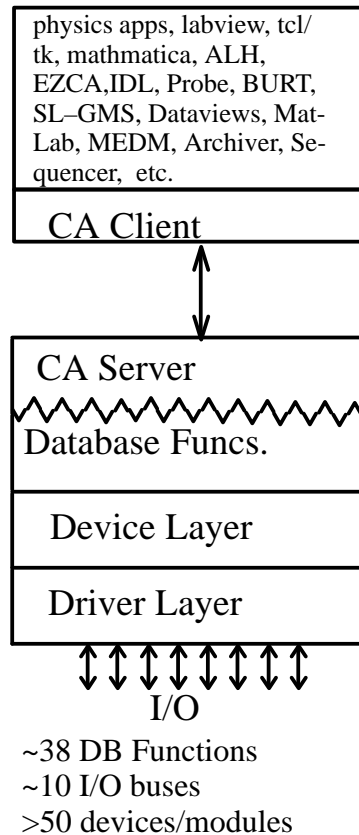 physics apps, labview, tcl/
tk, mathmatica, ALH,
EZCA,IDL, Probe, BURT,
SL–GMS, Dataviews, Mat-
Lab, MEDM, Archiver, Se-
quencer, etc.
CA Client
CA Server
Database Funcs.
Device Layer
Driver Layer
I/O
~38 DB Functions
~10 I/O buses
>50 devices/modules